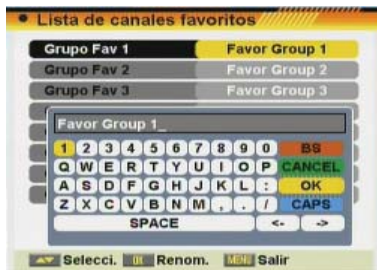 Lista de canales favoritos
Grupo Fav 1 Favor Group 1
Grupo Fav 2 Favor Group 2
Grupo Fav 3 Favor Group 3
Favor Group 1_
1 2 3 4 5 6 7 8 9 0 BS
Q W E R T Y U I O P CANCEL
A S D F G H J K L : OK
Z X C V B N M , . / CAPS
SPACE <- ->
Selecci. OK Renom. MENU Salir